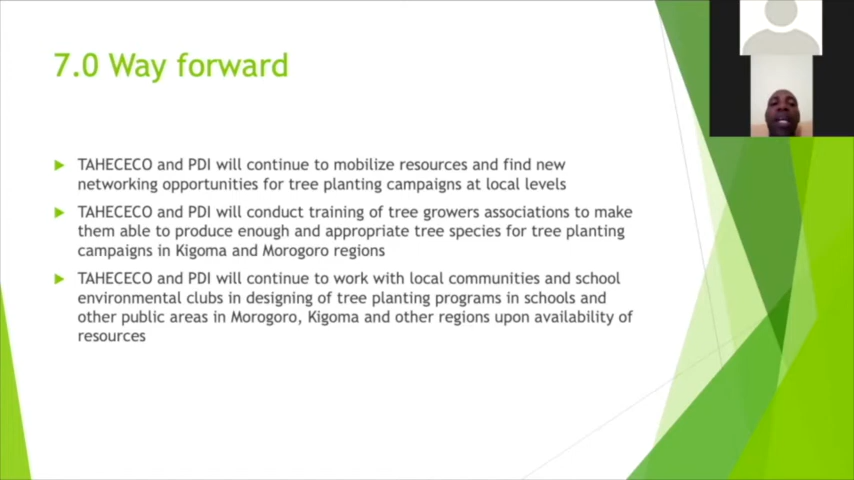 7.0 Way forward
TAHECECO and PDI will continue to mobilize resources and find new
networking opportunities for tree planting campaigns at local levels
TAHECECO and PDI will conduct training of tree growers associations to make
them able to produce enough and appropriate tree species for tree planting
campaigns in Kigoma and Morogoro regions
TAHECECO and PDI will continue to work with local communities and school
environmental clubs in designing of tree planting programs in schools and
other public areas in Morogoro, Kigoma and other regions upon availability of
resources